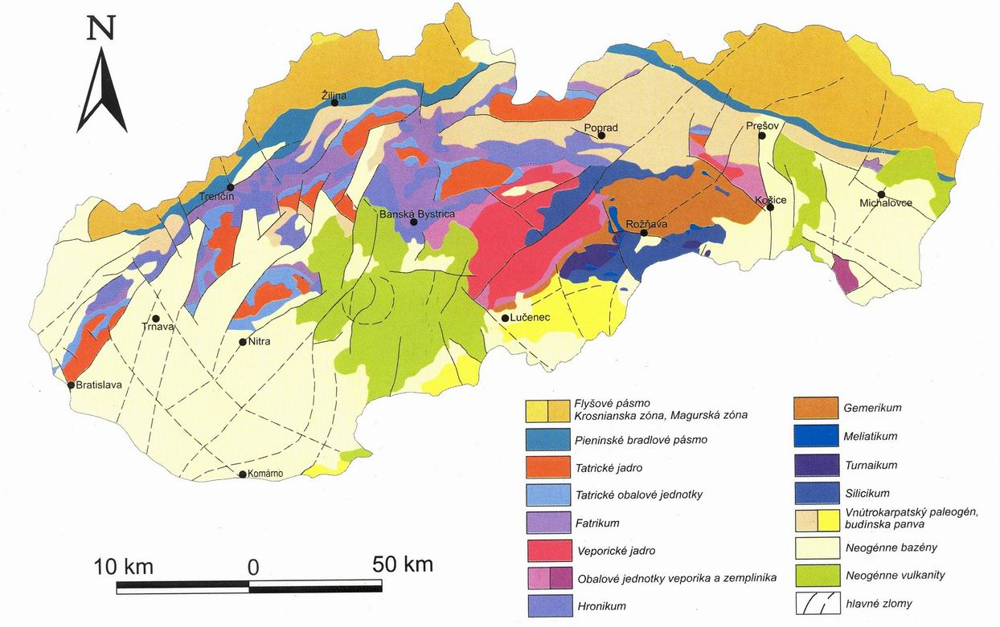 N
Žilina
Poprad
Prešov
Trenčín
Košice
Michalovce
Banská Bystrica
Rožňava
Trnava
Lučenec
Nitra
Bratislava
Komárno
Flyšové pásmo
Krosnianska zóna, Magurská zóna
Pieninské bradlové pásmo
Tatrické jadro
Tatrické obalové jednotky
Fatrikum
Veporické jadro
Obalové jednotky veporika a zemplinika
Hronikum
Gemerikum
Meliatikum
Turnaikum
Silicikum
Vnútrokarpatský paleogén,
budínska panva
Neogénne bazény
Neogénne vulkanity
hlavné zlomy
10 km 0 50 km